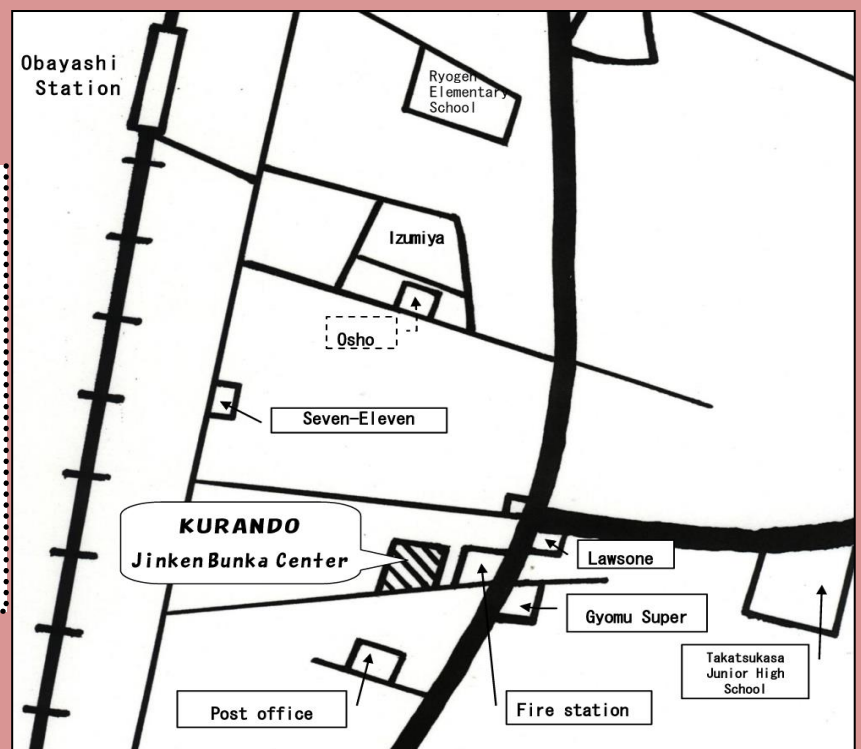 Obayashi
Station
Ryogen
Elementary
School
Izumiya
Osho
Seven-Eleven
KURANDO
Jinken Bunka Center
Lawsone
Gyomu Super
Takatsukasa
Junior High
School
Post office
Fire station